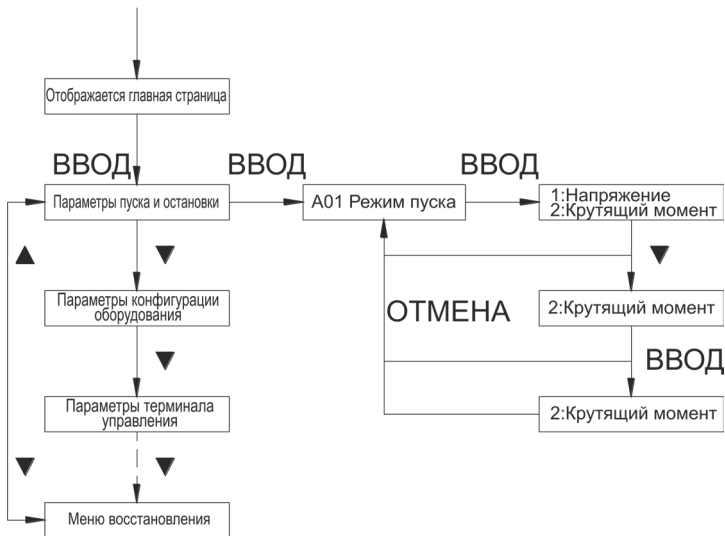 Отображается главная страница
ВВОД
ВВОД
ВВОД
Параметры пуска и остановки
A01 Режим пуска
1:Напряжение
2:Крутящий момент
Параметры конфигурации
оборудования
ОТМЕНА
2:Крутящий момент
ВВОД
Параметры терминала
управления
2:Крутящий момент
Меню восстановления